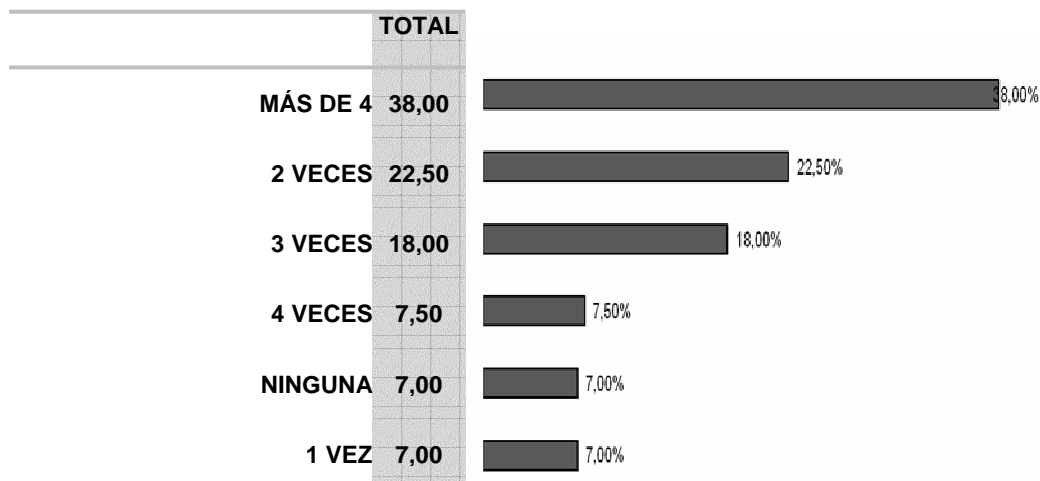 TOTAL
MÁS DE 4 38,00 38,00%
2 VECES 22,50 22,50%
3 VECES 18,00 18,00%
4 VECES 7,50 7,50%
NINGUNA 7,00 7,00%
1 VEZ 7,00 7,00%